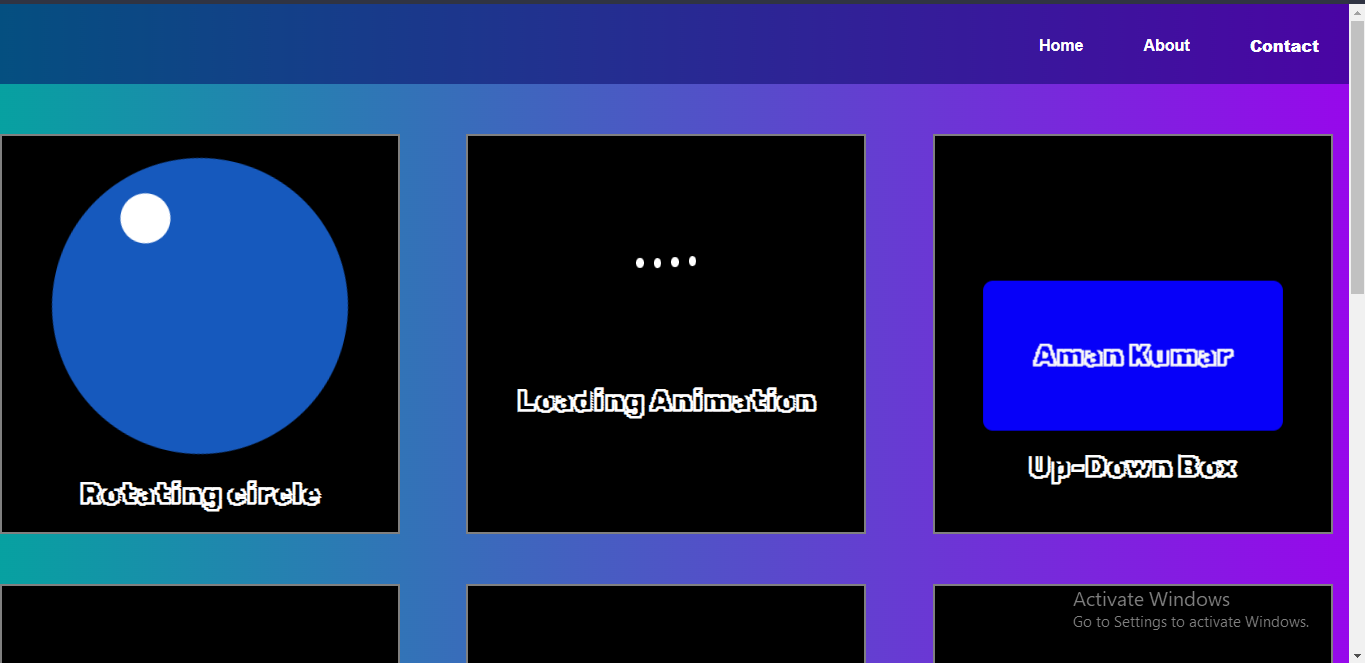 Home About Contact
Aman Kumar
Loading Animation
Up-Down Box
Rotating circle
Activate Windows
Go to Settings to activate Windows.